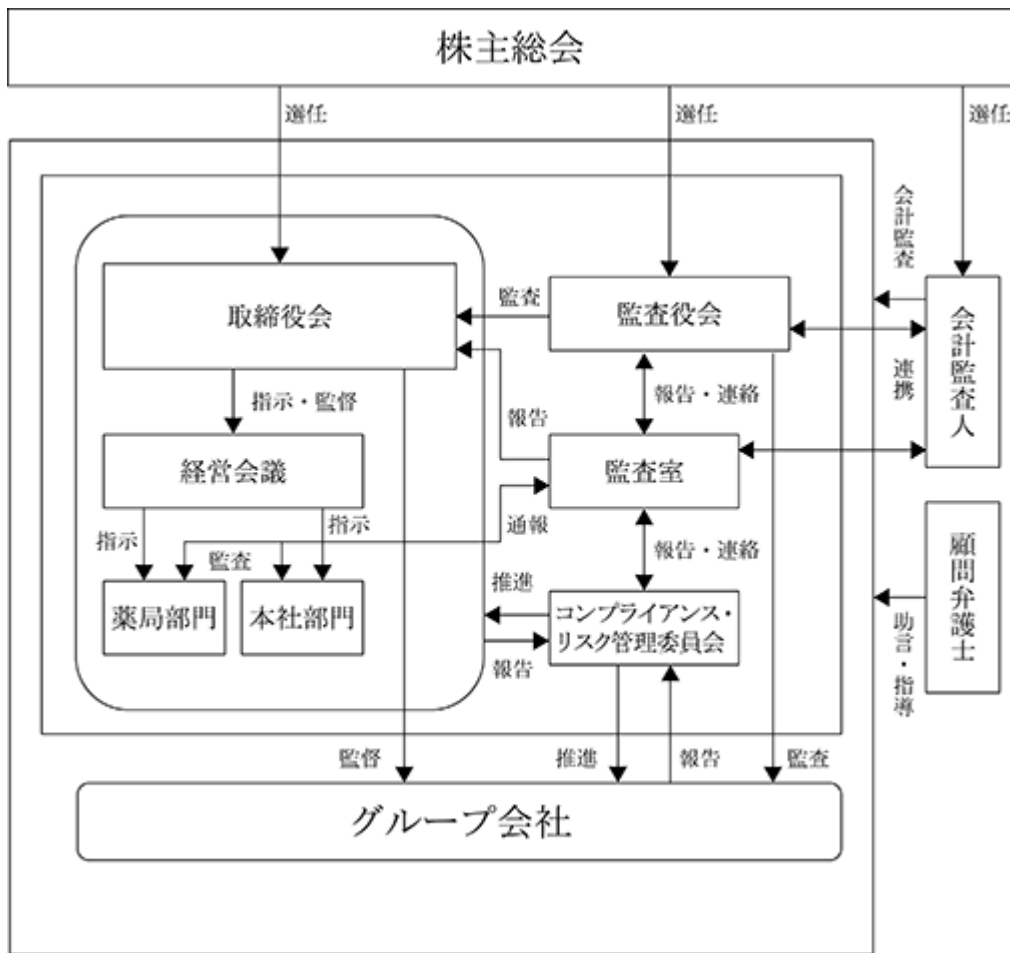 株主総会
選任
選任
選任
会計監査
取締役会
監査
監査役会
会計監査人
連携
指示・監督
報告
報告・連絡
経営会議
監査室
指示
指示
監査
通報
報告・連絡
顧問弁護士
薬局部門
本社部門
推進
コンプライアンス・
リスク管理委員会
報告
助言・指導
監督
推進
報告
監査
グループ会社